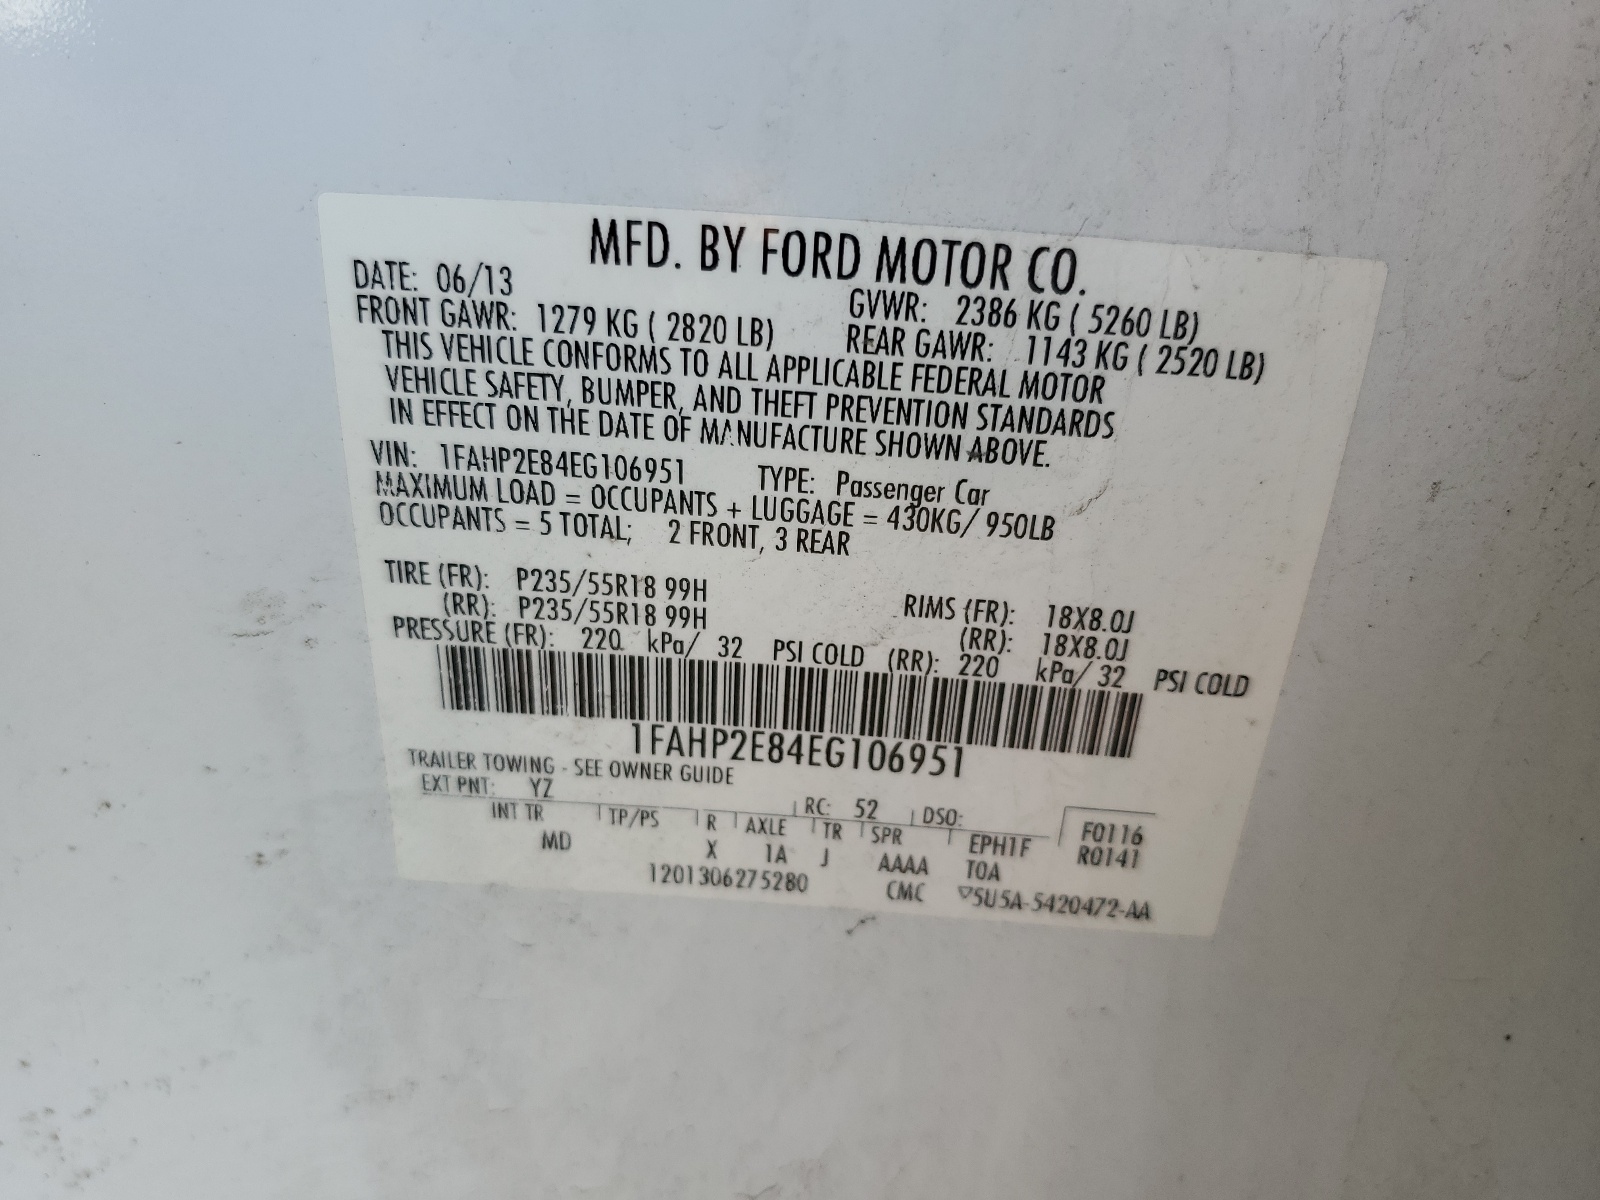 MFD. BY FORD MOTOR CO.
DATE: 06/13 GVWR: 2386 KG ( 5260 LB)
FRONT GAWR: 1279 KG ( 2820 LB) REAR GAWR: 1143 KG ( 2520 LB)
THIS VEHICLE CONFORMS TO ALL APPLICABLE FEDERAL MOTOR
VEHICLE SAFETY, BUMPER, AND THEFT PREVENTION STANDARDS
IN EFFECT ON THE DATE OF MANUFACTURE SHOWN ABOVE.
VIN: 1FAHP2E84EG106951 TYPE: Passenger Car
MAXIMUM LOAD = OCCUPANTS + LUGGAGE = 430KG/ 950LB
OCCUPANTS = 5 TOTAL; 2 FRONT, 3 REAR
TIRE (FR): P235/55R18 99H RIMS (FR): 18X8.0J
(RR): P235/55R18 99H (RR): 18X8.0J
PRESSURE (FR): 220 kPa/ 32 PSI COLD (RR): 220 kPa/ 32 PSI COLD
1FAHP2E84EG106951
TRAILER TOWING - SEE OWNER GUIDE
EXT PNT: YZ RC: 52 DSO: F0116
INT TR TP/PS R AXLE TR SPR EPH1F R0141
MD X 1A J AAAA TOA
1201306275280 CMC ▽5U5A-5420472-AA